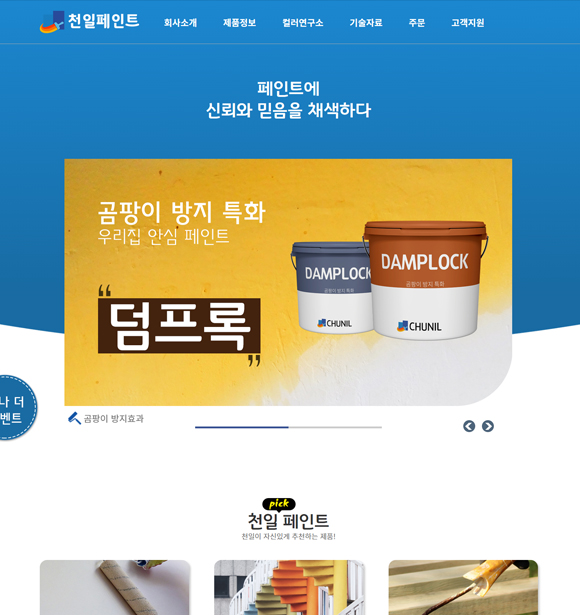 천일페인트 회사소개 제품정보 컬러연구소 기술자료 주문 고객지원
페인트에
신뢰와 믿음을 채색하다
곰팡이 방지 특화
우리집 안심 페인트
“
덤프록
”
DAMPLOCK
곰팡이 방지 특화
CHUNIL
DAMPLOCK
곰팡이 방지 특화
CHUNIL
나 더
벤트
곰팡이 방지효과
pick
천일 페인트
천일이 자신있게 추천하는 제품!